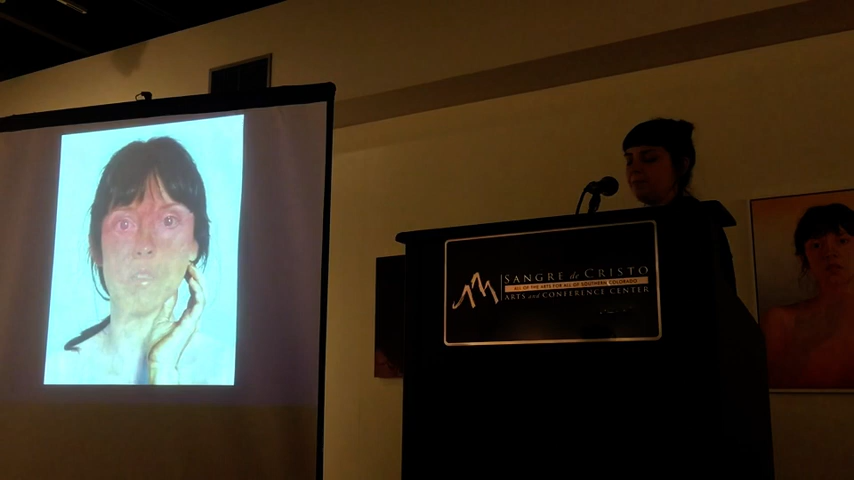 SANGRE de CRISTO
ALL OF THE ARTS FOR ALL OF SOUTHERN COLORADO
ARTS and CONFERENCE CENTER